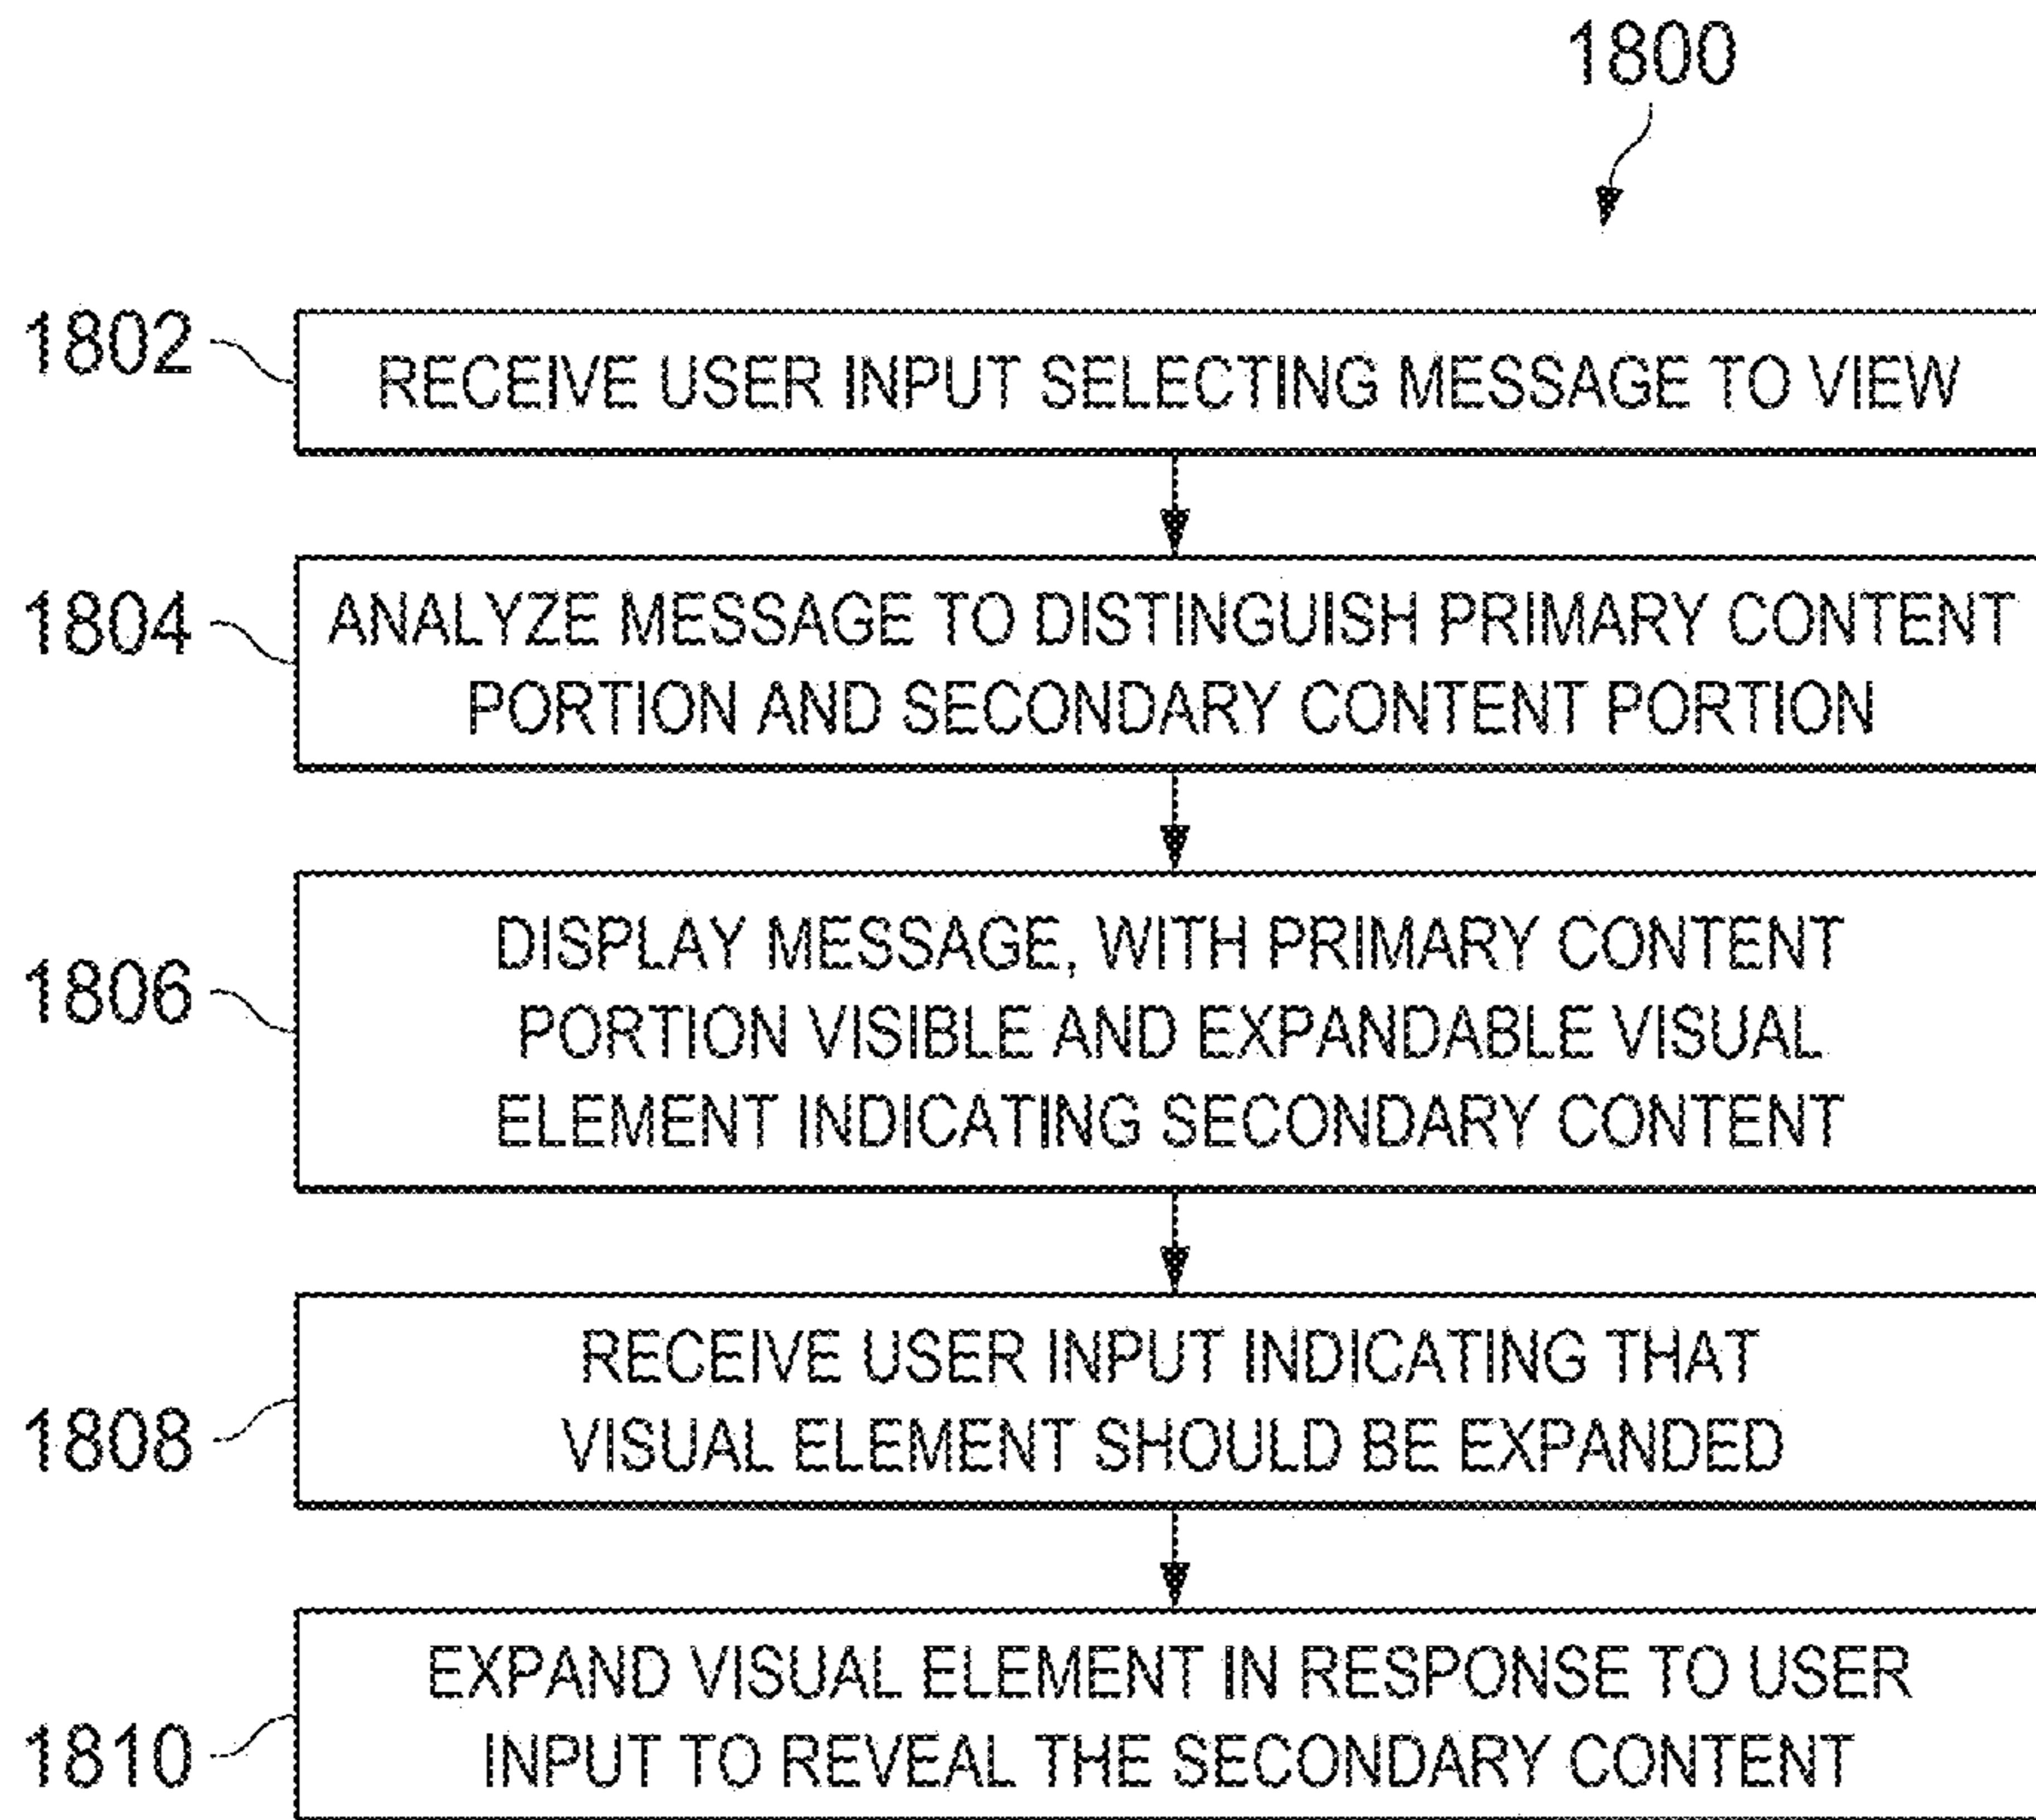 1800
1802
RECEIVE USER INPUT SELECTING MESSAGE TO VIEW
1804
ANALYZE MESSAGE TO DISTINGUISH PRIMARY CONTENT
PORTION AND SECONDARY CONTENT PORTION
1806
DISPLAY MESSAGE, WITH PRIMARY CONTENT
PORTION VISIBLE AND EXPANDABLE VISUAL
ELEMENT INDICATING SECONDARY CONTENT
1808
RECEIVE USER INPUT INDICATING THAT
VISUAL ELEMENT SHOULD BE EXPANDED
1810
EXPAND VISUAL ELEMENT IN RESPONSE TO USER
INPUT TO REVEAL THE SECONDARY CONTENT